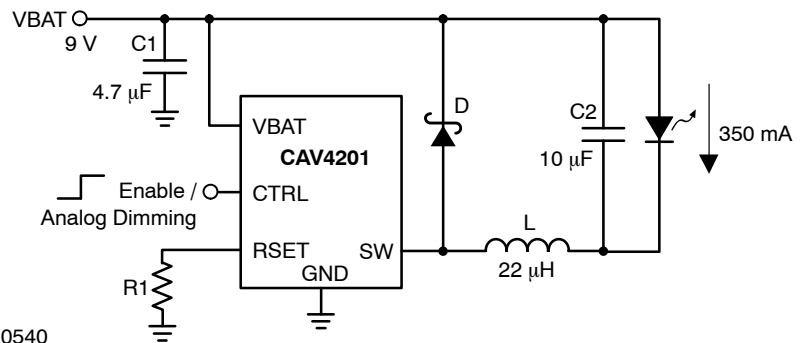 VBAT
9 V
C1
4.7 μF
D
C2
10 μF
350 mA
VBAT
CAV4201
Enable /
CTRL
Analog Dimming
RSET
SW
GND
L
22 μH
R1
0540